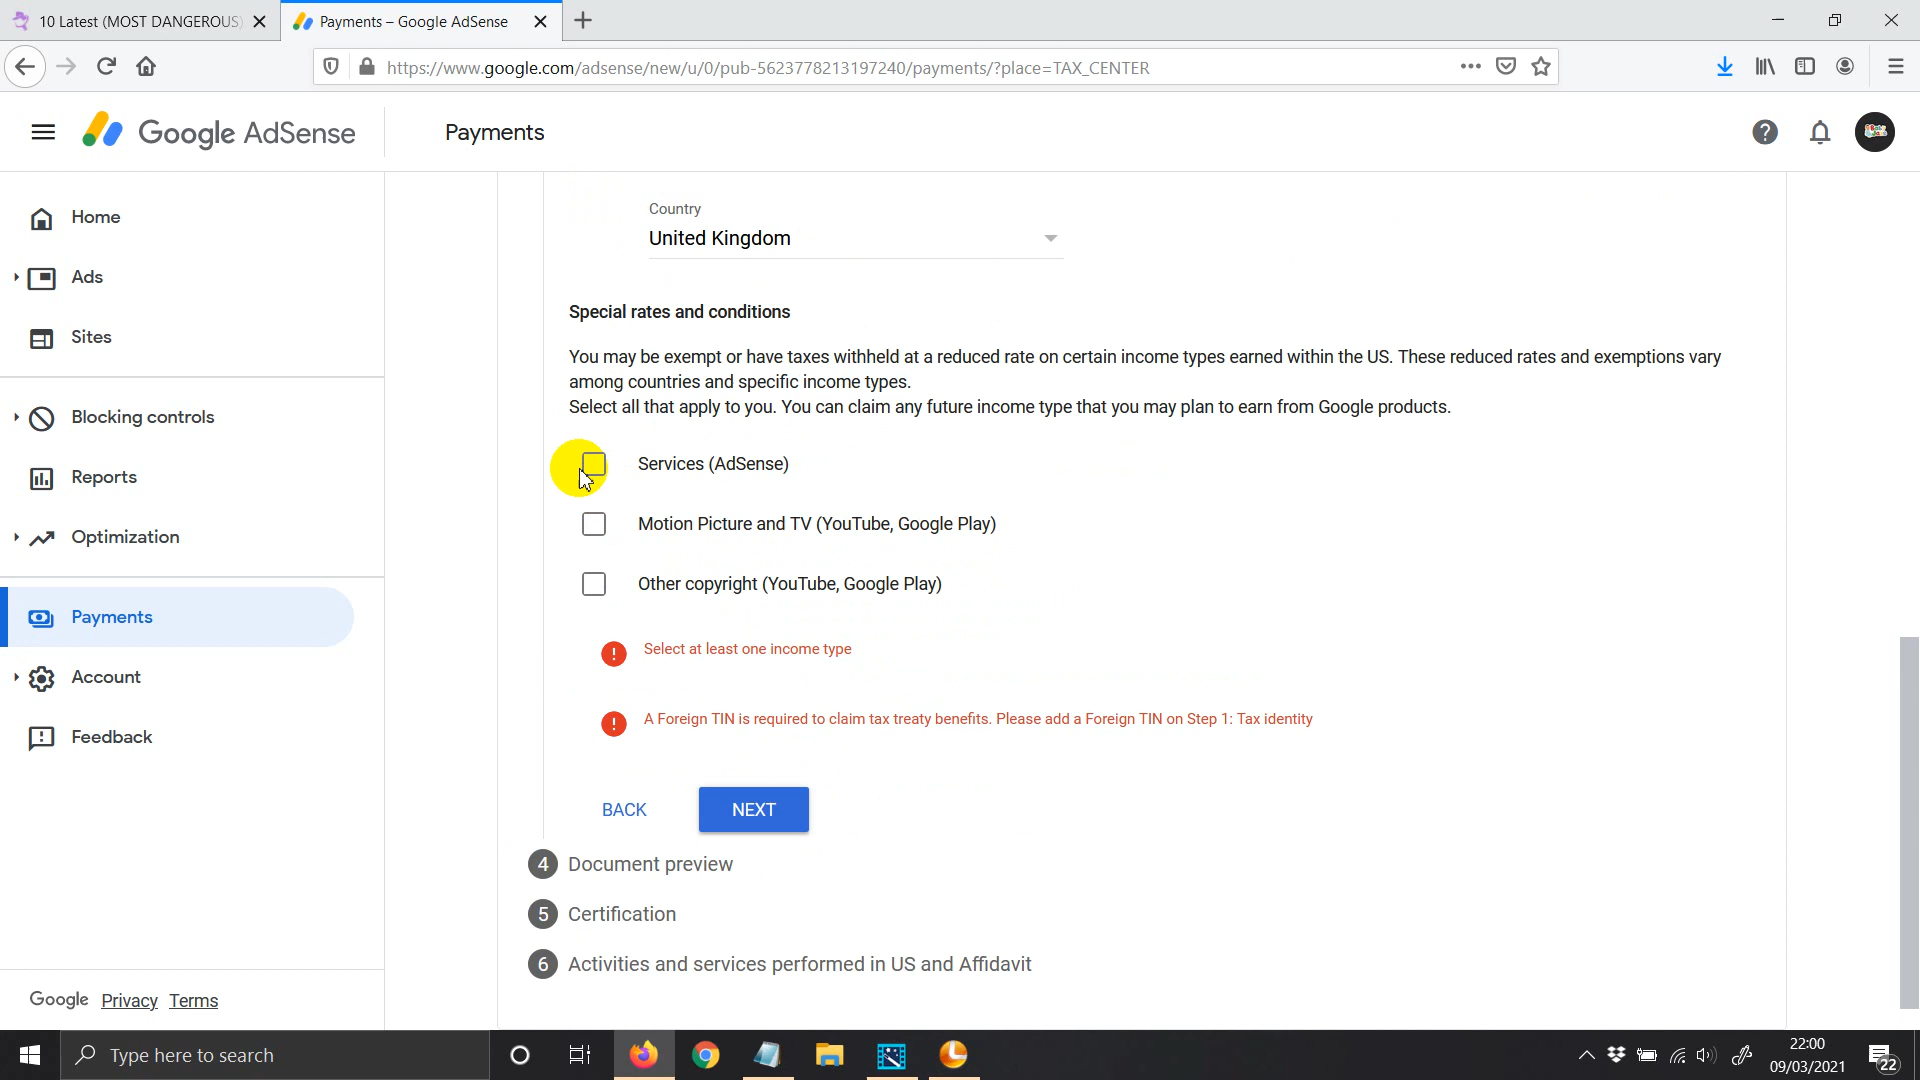 10 Latest (MOST DANGEROUS)
Payments – Google AdSense
https://www.google.com/adsense/new/u/0/pub-5623778213197240/payments/?place=TAX_CENTER
Google AdSense
Payments
Home
Ads
Sites
Blocking controls
Reports
Optimization
Payments
Account
Feedback
Google Privacy Terms
Country
United Kingdom
Special rates and conditions
You may be exempt or have taxes withheld at a reduced rate on certain income types earned within the US. These reduced rates and exemptions vary
among countries and specific income types.
Select all that apply to you. You can claim any future income type that you may plan to earn from Google products.
Services (AdSense)
Motion Picture and TV (YouTube, Google Play)
Other copyright (YouTube, Google Play)
Select at least one income type
A Foreign TIN is required to claim tax treaty benefits. Please add a Foreign TIN on Step 1: Tax identity
BACK NEXT
4 Document preview
5 Certification
6 Activities and services performed in US and Affidavit
Type here to search
22:00
09/03/2021
22